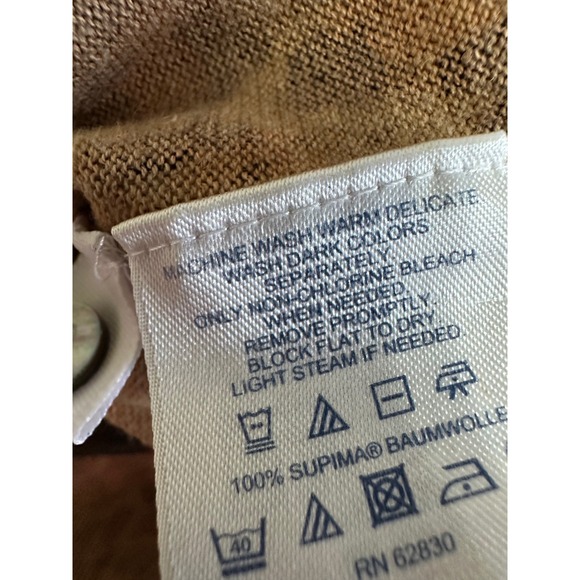 MACHINE WASH WARM DELICATE
WASH DARK COLORS
SEPARATELY.
ONLY NON-CHLORINE BLEACH
WHEN NEEDED.
REMOVE PROMPTLY.
BLOCK FLAT TO DRY.
LIGHT STEAM IF NEEDED
100% SUPIMA® BAUMWOLLE
40
RN 62830